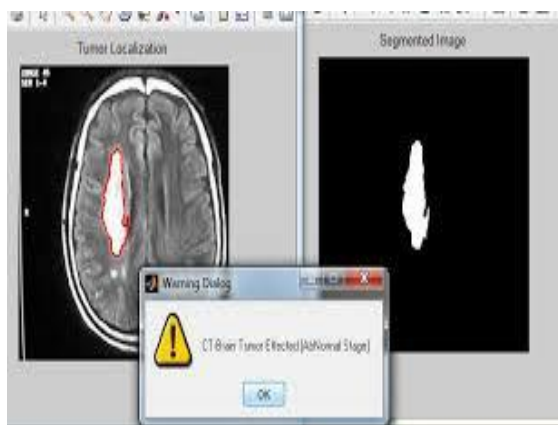 Tumor Localization
Segmented Image
Warning Dialog
CT-Brain Tumor Effected [AbNormal Stage]
OK